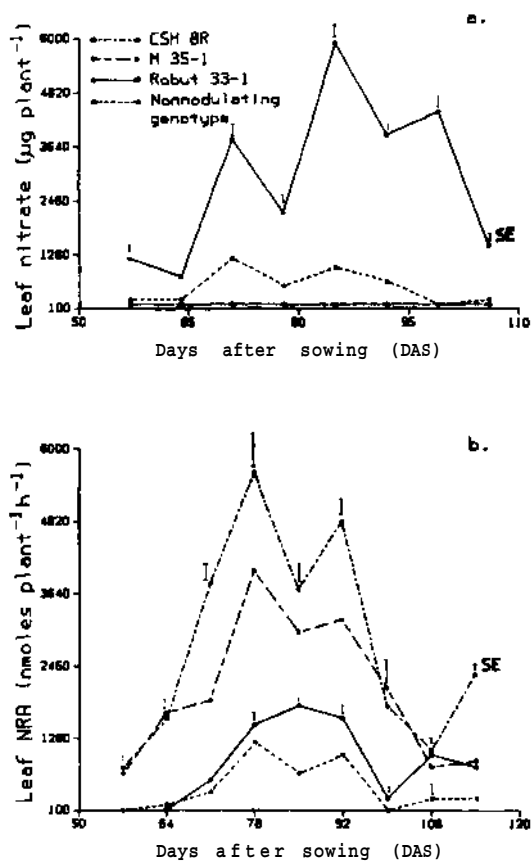 a.
6000
CSH 8R
M 35-1
4820
Robut 33-1
Nonnodulating
genotype
3640
2460
1280
100
SE
50 65 80 95 110
Leaf nitrate (µg plant⁻¹)
Days after sowing (DAS)
b.
6000
4820
3640
2460
1280
100
SE
50 64 78 92 106 120
Leaf NRA (nmoles plant⁻¹h⁻¹)
Days after sowing (DAS)